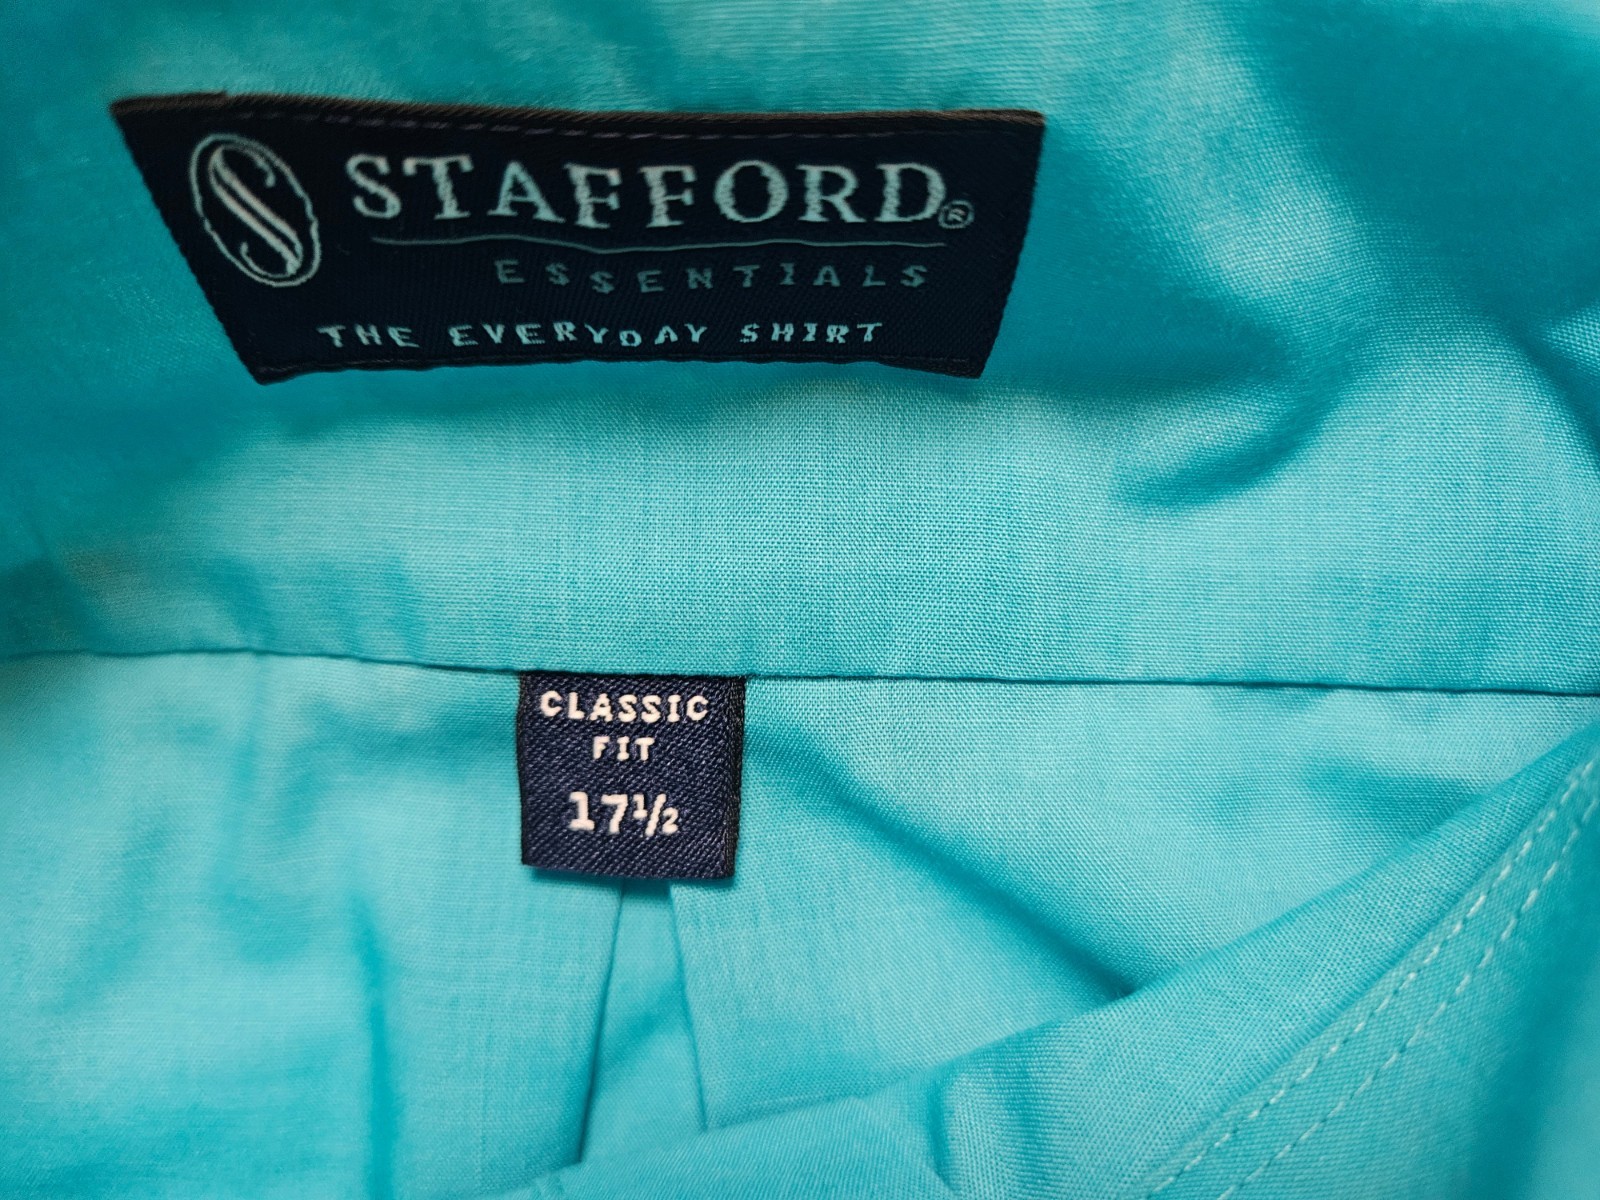 S STAFFORD®
ESSENTIALS
THE EVERYDAY SHIRT
CLASSIC
FIT
17½